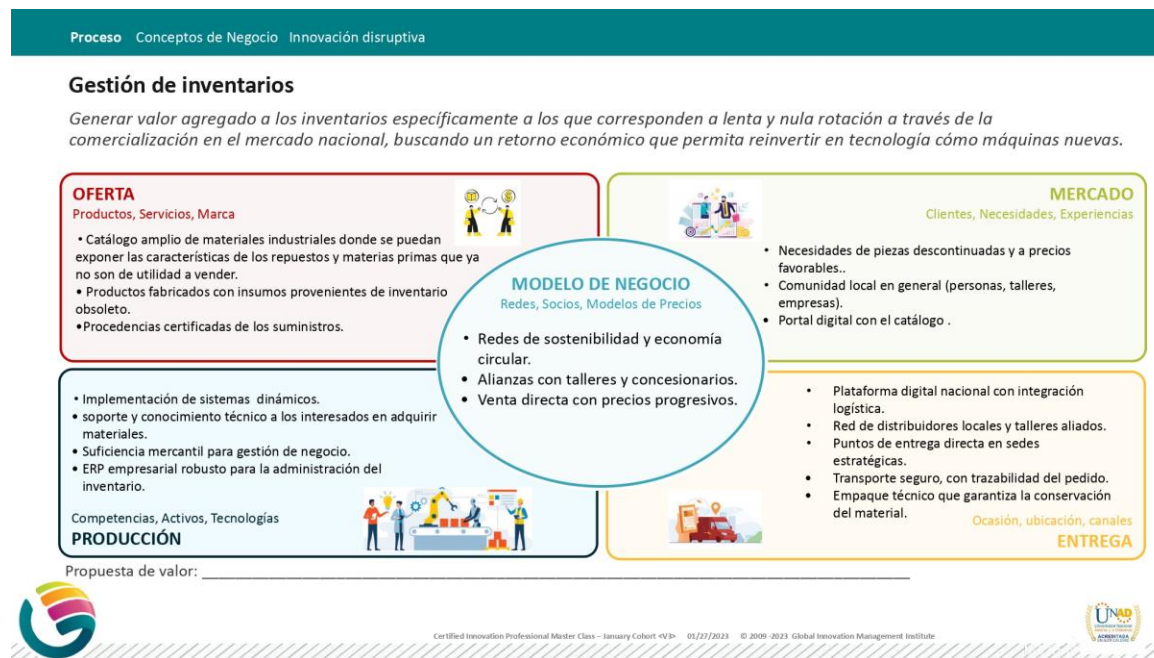 Proceso Conceptos de Negocio Innovación disruptiva
Gestión de inventarios
Generar valor agregado a los inventarios específicamente a los que corresponden a lenta y nula rotación a través de la
comercialización en el mercado nacional, buscando un retorno económico que permita reinvertir en tecnología cómo máquinas nuevas.
OFERTA
Productos, Servicios, Marca
• Catálogo amplio de materiales industriales donde se puedan
exponer las características de los repuestos y materias primas que ya
no son de utilidad a vender.
• Productos fabricados con insumos provenientes de inventario
obsoleto.
•Procedencias certificadas de los suministros.
MERCADO
Clientes, Necesidades, Experiencias
• Necesidades de piezas descontinuadas y a precios
favorables..
• Comunidad local en general (personas, talleres,
empresas).
• Portal digital con el catálogo .
MODELO DE NEGOCIO
Redes, Socios, Modelos de Precios
• Redes de sostenibilidad y economía
circular.
• Alianzas con talleres y concesionarios.
• Venta directa con precios progresivos.
• Implementación de sistemas dinámicos.
• soporte y conocimiento técnico a los interesados en adquirir
materiales.
• Suficiencia mercantil para gestión de negocio.
• ERP empresarial robusto para la administración del
inventario.
Competencias, Activos, Tecnologías
PRODUCCIÓN
• Plataforma digital nacional con integración
logística.
• Red de distribuidores locales y talleres aliados.
• Puntos de entrega directa en sedes
estratégicas.
• Transporte seguro, con trazabilidad del pedido.
• Empaque técnico que garantiza la conservación
del material.
Ocasión, ubicación, canales
ENTREGA
Propuesta de valor: ______________________________________________
Certified Innovation Professional Master Class – January Cohort <V3> 01/27/2023 © 2009 -2023 Global Innovation Management Institute
UNAD
ACREDITADA